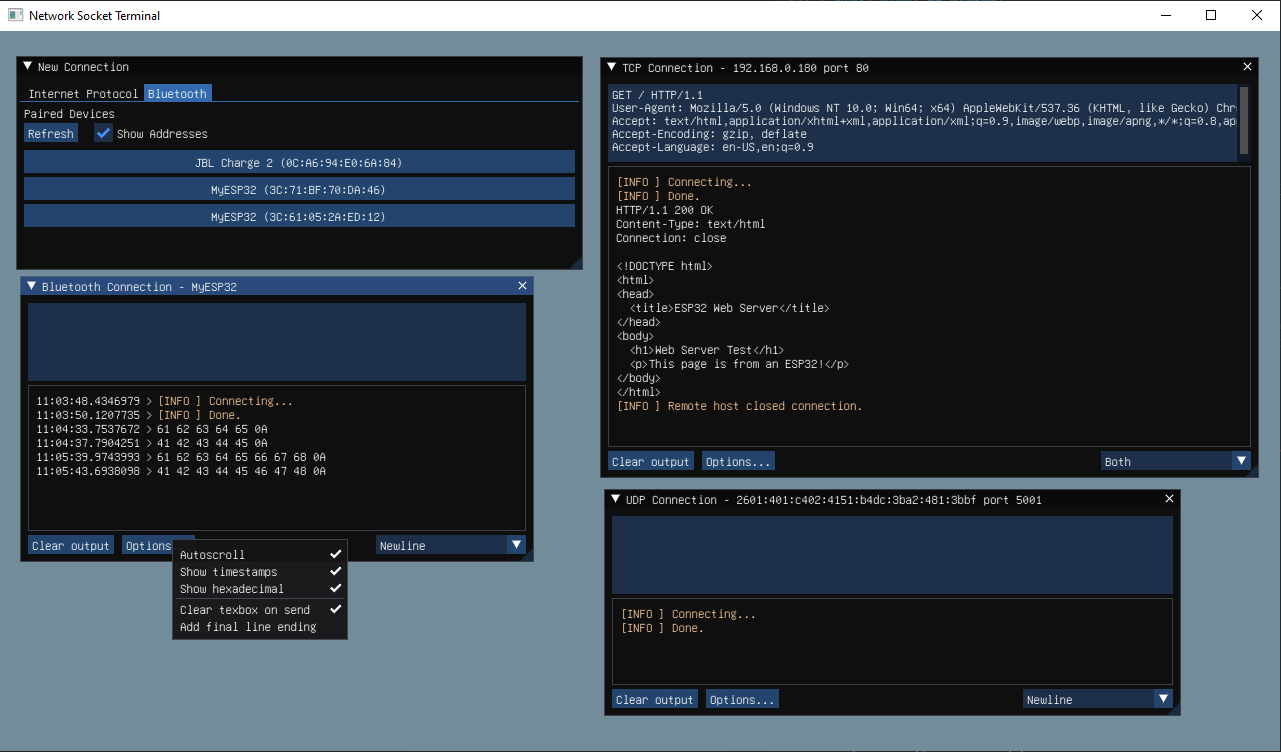 Network Socket Terminal
New Connection
Internet Protocol Bluetooth
Paired Devices
Refresh Show Addresses
JBL Charge 2 (0C:A6:94:E0:6A:84)
MyESP32 (3C:71:BF:70:DA:46)
MyESP32 (3C:61:05:2A:ED:12)
Bluetooth Connection - MyESP32
11:03:48.4346979 > [INFO ] Connecting...
11:03:50.1207735 > [INFO ] Done.
11:04:33.7537672 > 61 62 63 64 65 0A
11:04:37.7904251 > 41 42 43 44 45 0A
11:05:39.9743993 > 61 62 63 64 65 66 67 68 0A
11:05:43.6938098 > 41 42 43 44 45 46 47 48 0A
Clear output Options Newline
Autoscroll
Show timestamps
Show hexadecimal
Clear texbox on send
Add final line ending
TCP Connection - 192.168.0.180 port 80
GET / HTTP/1.1
User-Agent: Mozilla/5.0 (Windows NT 10.0; Win64; x64) AppleWebKit/537.36 (KHTML, like Gecko) Chr
Accept: text/html,application/xhtml+xml,application/xml;q=0.9,image/webp,image/apng,*/*;q=0.8,ap
Accept-Encoding: gzip, deflate
Accept-Language: en-US,en;q=0.9
[INFO ] Connecting...
[INFO ] Done.
HTTP/1.1 200 OK
Content-Type: text/html
Connection: close
<!DOCTYPE html>
<html>
<head>
<title>ESP32 Web Server</title>
</head>
<body>
<h1>Web Server Test</h1>
<p>This page is from an ESP32!</p>
</body>
</html>
[INFO ] Remote host closed connection.
Clear output Options... Both
UDP Connection - 2601:401:c402:4151:b4dc:3ba2:481:3bbf port 5001
[INFO ] Connecting...
[INFO ] Done.
Clear output Options... Newline